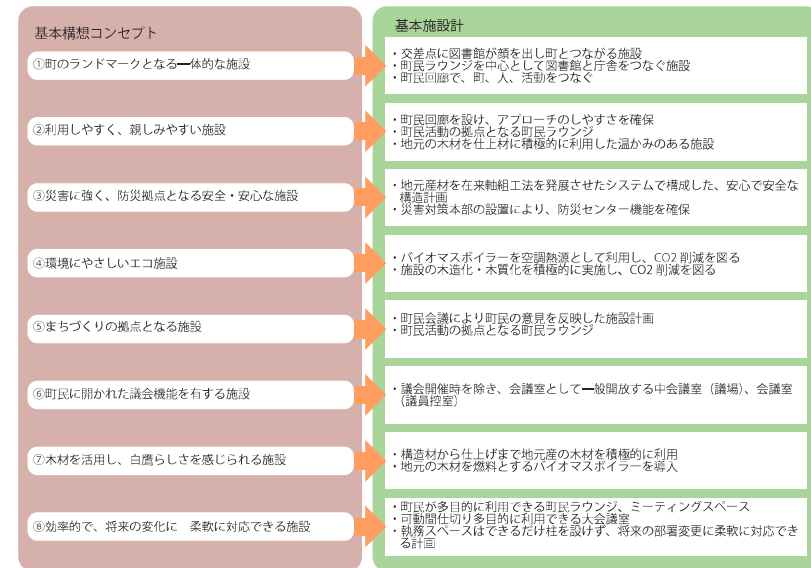 基本構想コンセプト
①町のランドマークとなる一体的な施設
②利用しやすく、親しみやすい施設
③災害に強く、防災拠点となる安全・安心な施設
④環境にやさしいエコ施設
⑤まちづくりの拠点となる施設
⑥町民に開かれた議会機能を有する施設
⑦木材を活用し、白鷹らしさを感じられる施設
⑧効率的で、将来の変化に　柔軟に対応できる施設
基本施設計
・交差点に図書館が顔を出し町とつながる施設
・町民ラウンジを中心として図書館と庁舎をつなぐ施設
・町民回廊で、町、人、活動をつなぐ
・町民回廊を設け、アプローチのしやすさを確保
・町民活動の拠点となる町民ラウンジ
・地元の木材を仕上材に積極的に利用した温かみのある施設
・地元産材を在来軸組工法を発展させたシステムで構成した、安心で安全な
構造計画
・災害対策本部の設置により、防災センター機能を確保
・バイオマスボイラーを空調熱源として利用し、CO2 削減を図る
・施設の木造化・木質化を積極的に実施し、CO2 削減を図る
・町民会議により町民の意見を反映した施設計画
・町民活動の拠点となる町民ラウンジ
・議会開催時を除き、会議室として一般開放する中会議室（議場）、会議室
（議員控室）
・構造材から仕上げまで地元産の木材を積極的に利用
・地元の木材を燃料とするバイオマスボイラーを導入
・町民が多目的に利用できる町民ラウンジ、ミーティングスペース
・可動間仕切り多目的に利用できる大会議室
・執務スペースはできるだけ柱を設けず、将来の部署変更に柔軟に対応でき
る計画